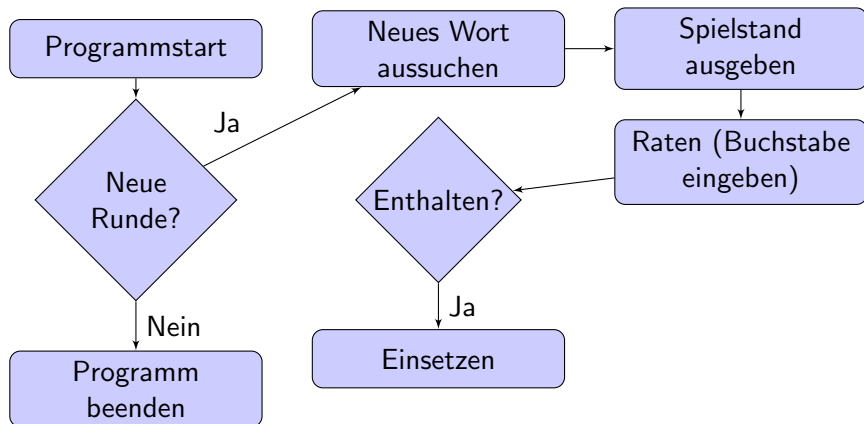 Programmstart
Neue
Runde?
Ja
Nein
Programm
beenden
Neues Wort
aussuchen
Spielstand
ausgeben
Raten (Buchstabe
eingeben)
Enthalten?
Ja
Einsetzen